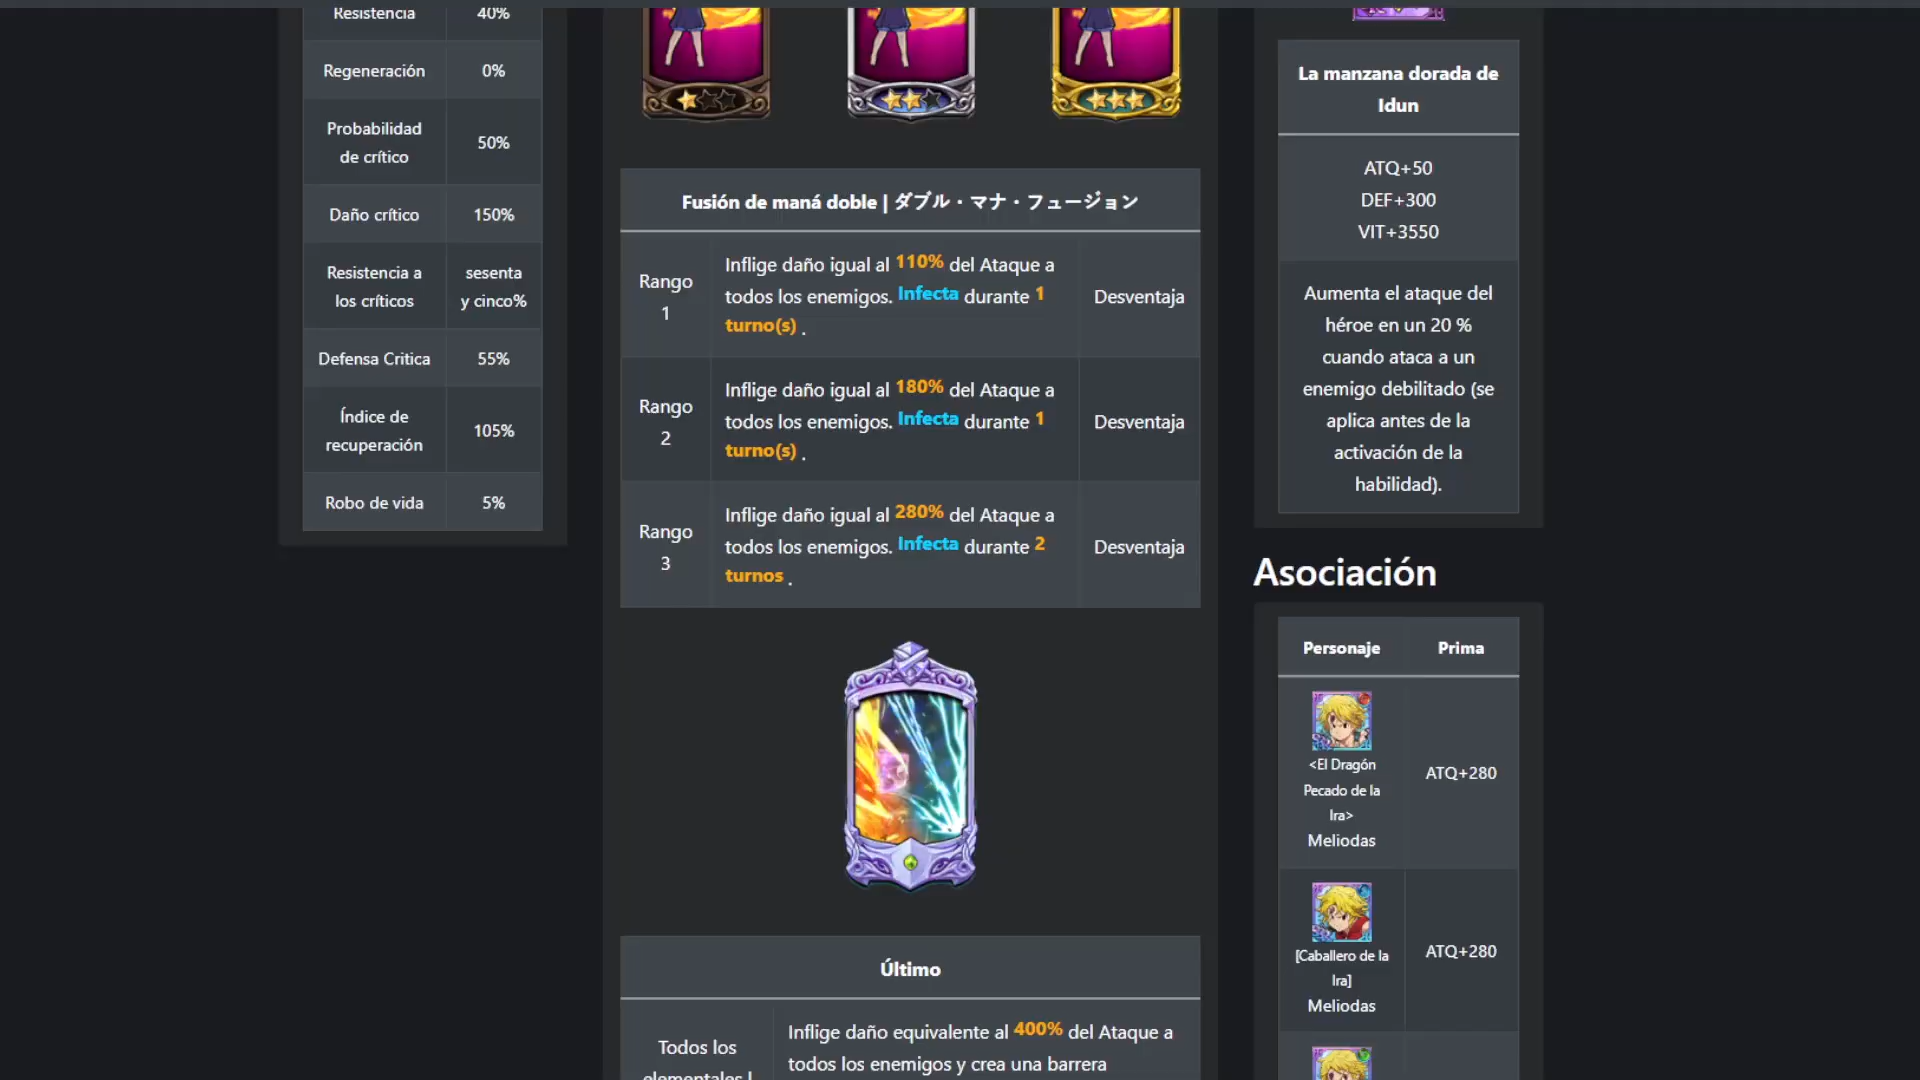 Resistencia 40%
Regeneración 0%
Probabilidad
de crítico
50%
Daño crítico 150%
Resistencia a
los críticos
sesenta
y cinco%
Defensa Critica 55%
Índice de
recuperación
105%
Robo de vida 5%
Fusión de maná doble | ダブル・マナ・フュージョン
Rango
1
Inflige daño igual al 110% del Ataque a
todos los enemigos. Infecta durante 1
turno(s) .
Desventaja
Rango
2
Inflige daño igual al 180% del Ataque a
todos los enemigos. Infecta durante 1
turno(s) .
Desventaja
Rango
3
Inflige daño igual al 280% del Ataque a
todos los enemigos. Infecta durante 2
turnos .
Desventaja
Último
Todos los
elementales |
Inflige daño equivalente al 400% del Ataque a
todos los enemigos y crea una barrera
La manzana dorada de
Idun
ATQ+50
DEF+300
VIT+3550
Aumenta el ataque del
héroe en un 20 %
cuando ataca a un
enemigo debilitado (se
aplica antes de la
activación de la
habilidad).
Asociación
Personaje Prima
<El Dragón
Pecado de la
Ira>
Meliodas
ATQ+280
[Caballero de la
Ira]
Meliodas
ATQ+280